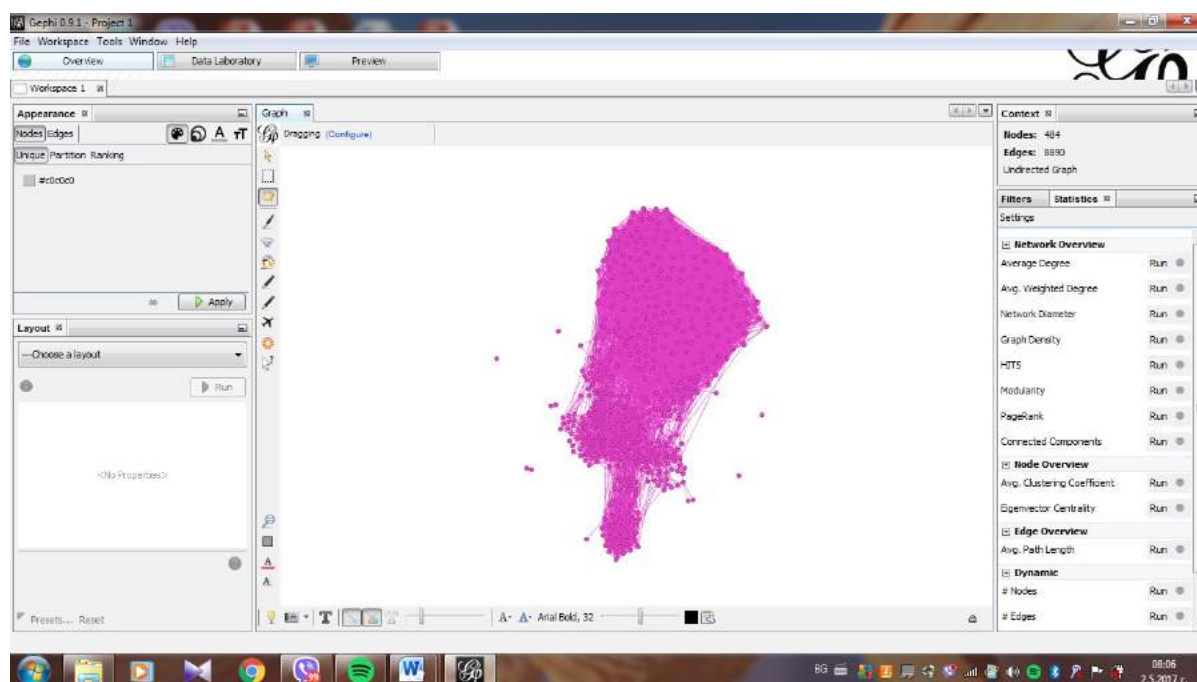 Gephi 0.9.1 - Project 1
File Workspace Tools Window Help
Overview Data Laboratory Preview
Workspace 1
Appearance
Nodes Edges
Unique Partition Ranking
#c0c0c0
Apply
Layout
---Choose a layout
Run
<No Properties>
Presets... Reset
Graph
Dragging (Configure)
A- A- Arial Bold, 32
Context
Nodes: 484
Edges: 8890
Undirected Graph
Filters Statistics
Settings
Network Overview
Average Degree Run
Avg. Weighted Degree Run
Network Diameter Run
Graph Density Run
HITS Run
Modularity Run
PageRank Run
Connected Components Run
Node Overview
Avg. Clustering Coefficient Run
Eigenvector Centrality Run
Edge Overview
Avg. Path Length Run
Dynamic
# Nodes Run
# Edges Run
BG
08:06
2.5.2017 г.